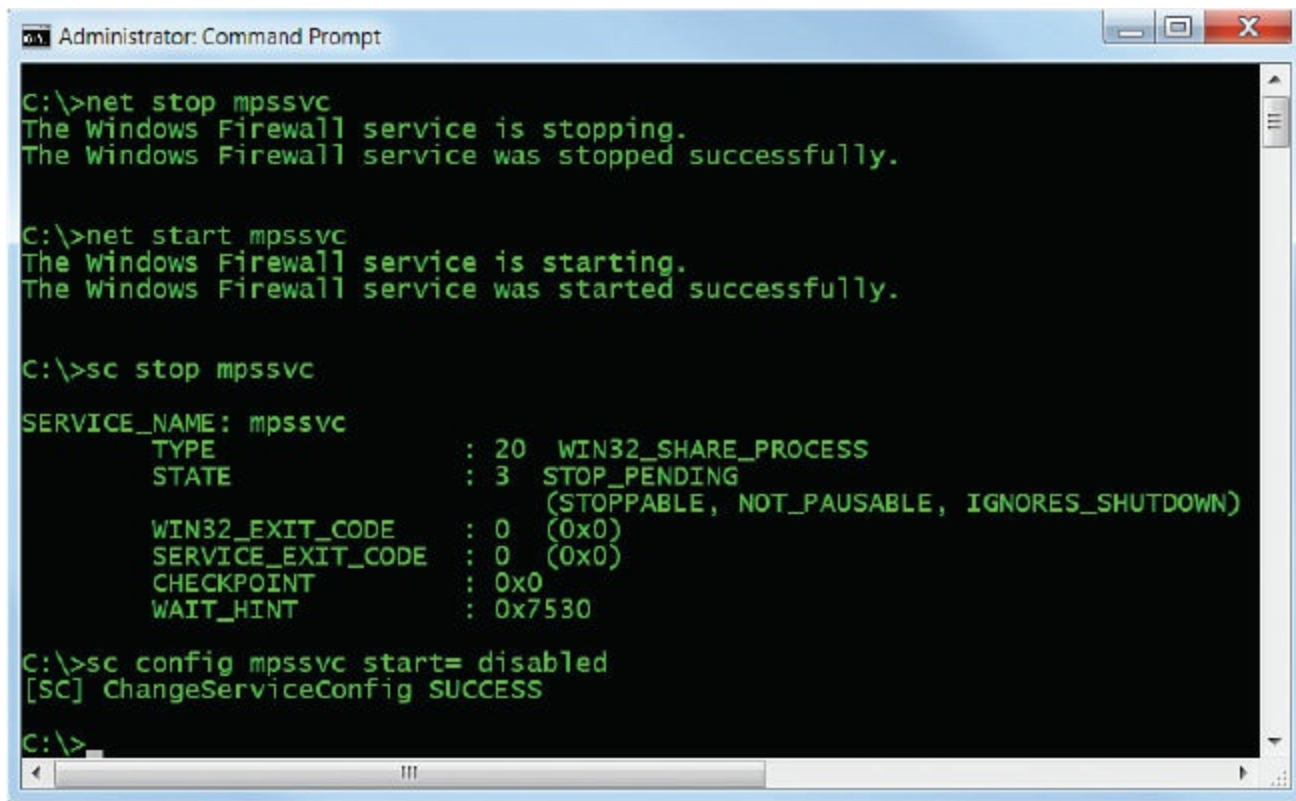 Administrator: Command Prompt
C:\>net stop mpssvc
The Windows Firewall service is stopping.
The Windows Firewall service was stopped successfully.
C:\>net start mpssvc
The Windows Firewall service is starting.
The Windows Firewall service was started successfully.
C:\>sc stop mpssvc
SERVICE_NAME: mpssvc
TYPE : 20 WIN32_SHARE_PROCESS
STATE : 3 STOP_PENDING
(STOPPABLE, NOT_PAUSABLE, IGNORES_SHUTDOWN)
WIN32_EXIT_CODE : 0 (0x0)
SERVICE_EXIT_CODE : 0 (0x0)
CHECKPOINT : 0x0
WAIT_HINT : 0x7530
C:\>sc config mpssvc start= disabled
[SC] ChangeServiceConfig SUCCESS
C:\>